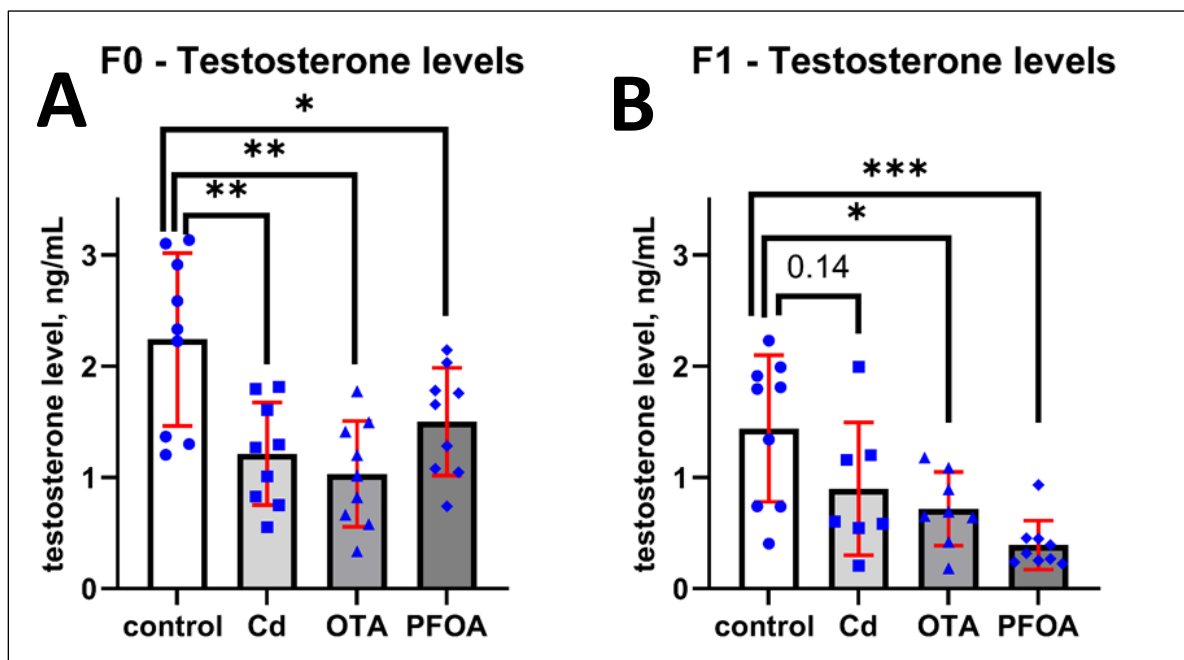 F0 - Testosterone levels
A
*
**
**
testosterone level, ng/mL
3
2
1
0
control Cd OTA PFOA
F1 - Testosterone levels
B
***
*
0.14
testosterone level, ng/mL
3
2
1
0
control Cd OTA PFOA